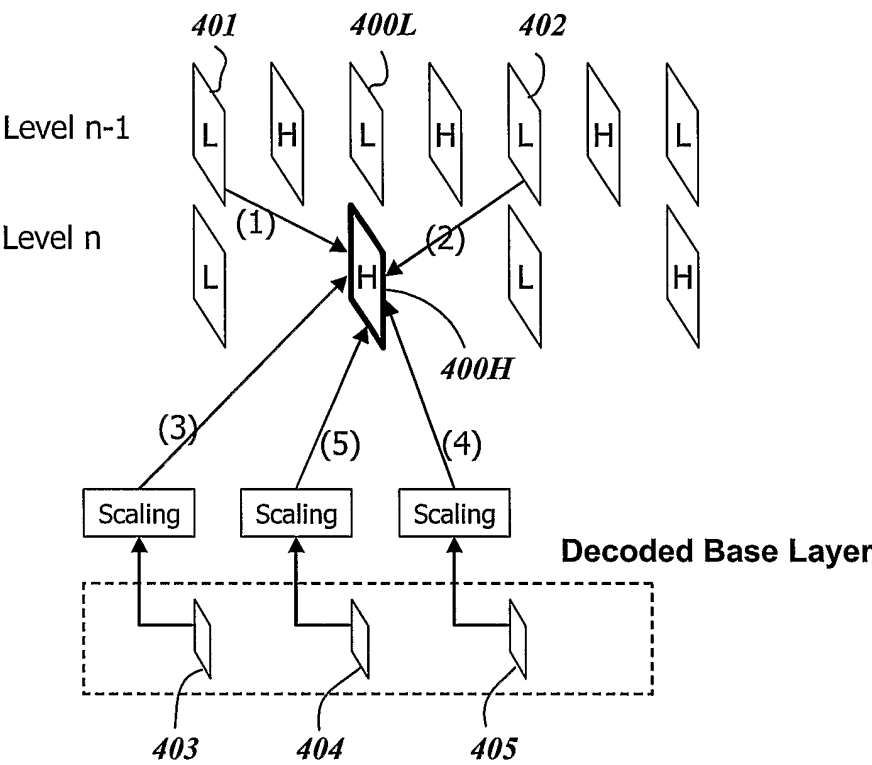 401 400L 402
Level n-1 L H L H L H L
(1) (2)
Level n L H L H
400H
(3) (5) (4)
Scaling Scaling Scaling
Decoded Base Layer
403 404 405